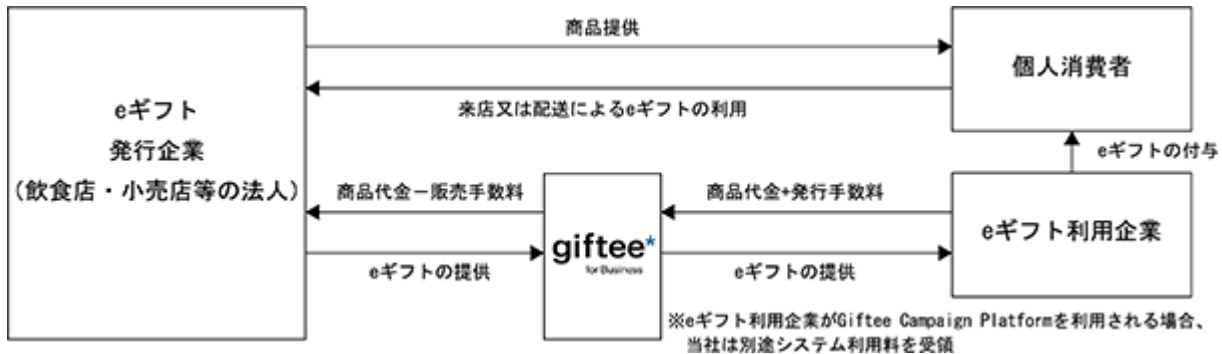 商品提供
個人消費者
来店又は配送によるeギフトの利用
eギフト
発行企業
(飲食店・小売店等の法人)
eギフトの付与
商品代金－販売手数料
商品代金+発行手数料
giftee*
for Business
eギフト利用企業
eギフトの提供
eギフトの提供
※eギフト利用企業がGiftee Campaign Platformを利用される場合、
当社は別途システム利用料を受領